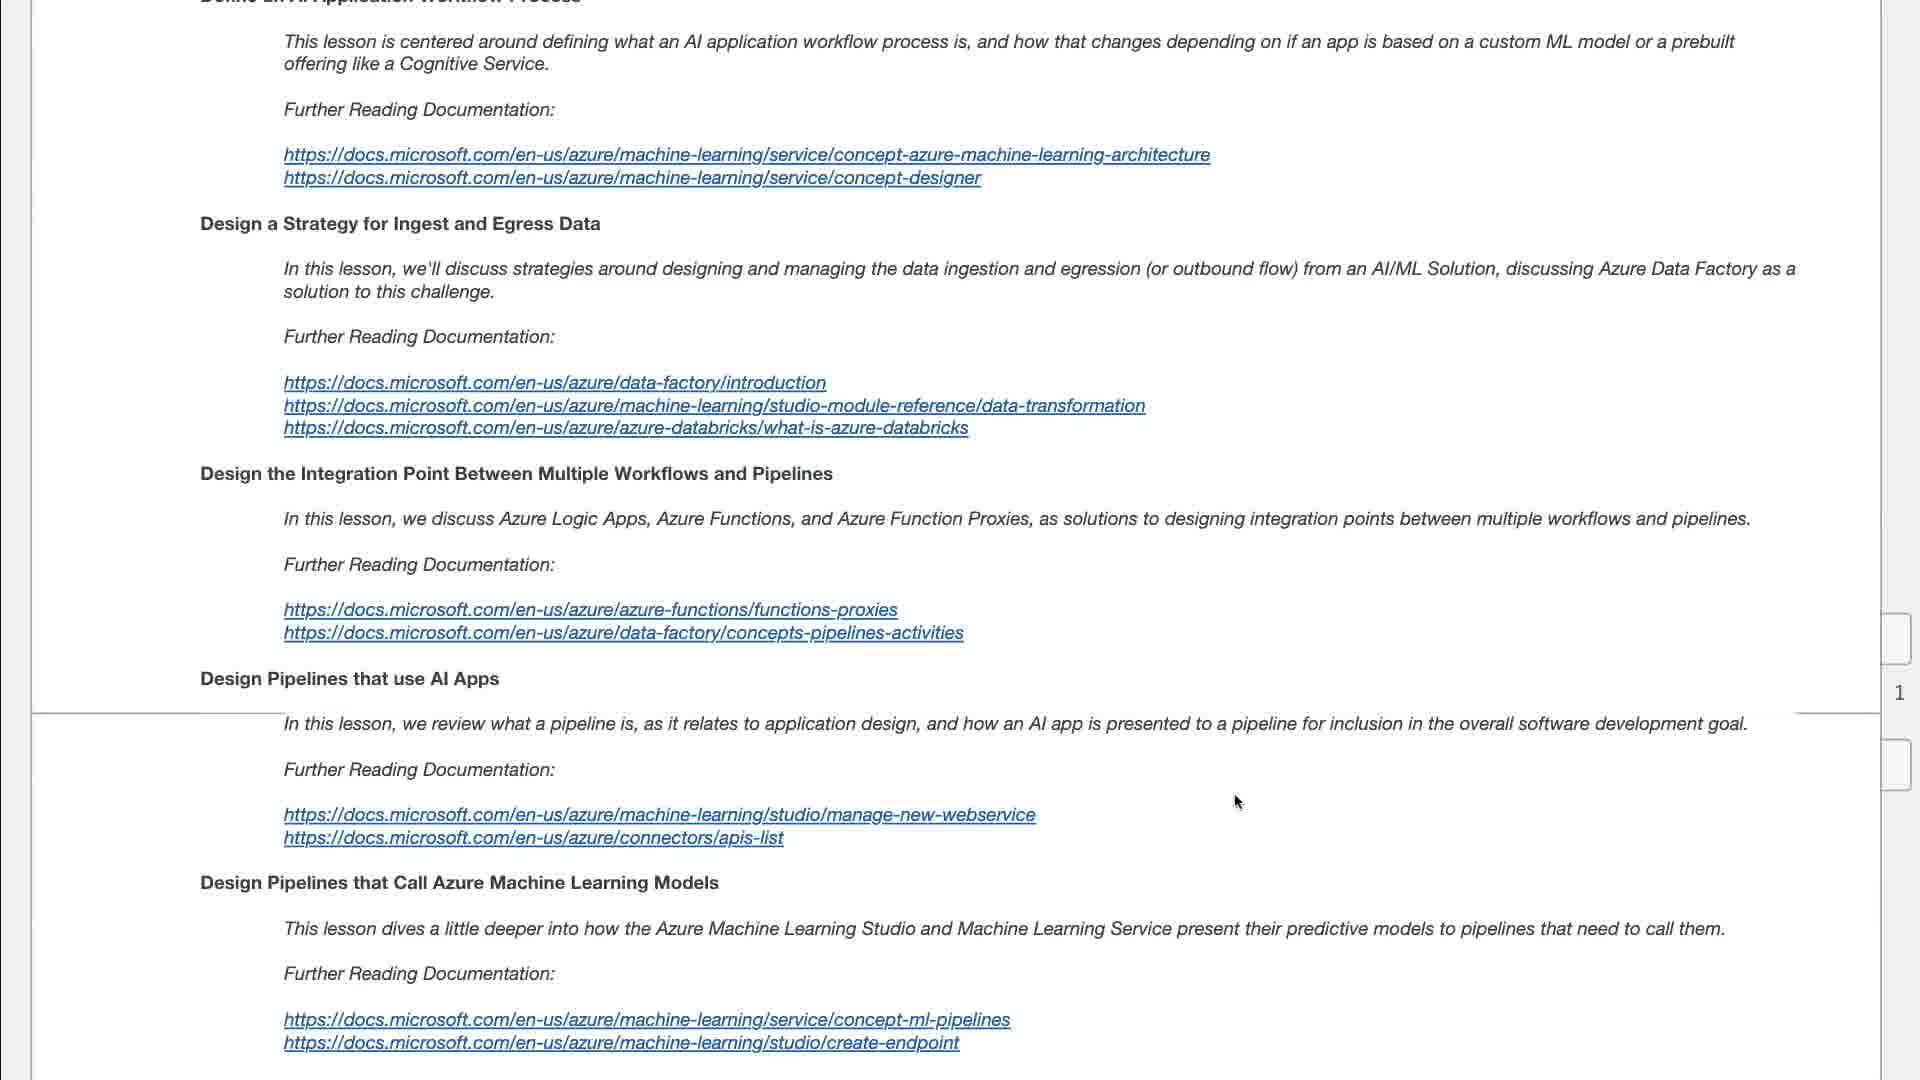 Define an AI Application Workflow Process
This lesson is centered around defining what an AI application workflow process is, and how that changes depending on if an app is based on a custom ML model or a prebuilt
offering like a Cognitive Service.
Further Reading Documentation:
https://docs.microsoft.com/en-us/azure/machine-learning/service/concept-azure-machine-learning-architecture
https://docs.microsoft.com/en-us/azure/machine-learning/service/concept-designer
Design a Strategy for Ingest and Egress Data
In this lesson, we'll discuss strategies around designing and managing the data ingestion and egression (or outbound flow) from an AI/ML Solution, discussing Azure Data Factory as a
solution to this challenge.
Further Reading Documentation:
https://docs.microsoft.com/en-us/azure/data-factory/introduction
https://docs.microsoft.com/en-us/azure/machine-learning/studio-module-reference/data-transformation
https://docs.microsoft.com/en-us/azure/azure-databricks/what-is-azure-databricks
Design the Integration Point Between Multiple Workflows and Pipelines
In this lesson, we discuss Azure Logic Apps, Azure Functions, and Azure Function Proxies, as solutions to designing integration points between multiple workflows and pipelines.
Further Reading Documentation:
https://docs.microsoft.com/en-us/azure/azure-functions/functions-proxies
https://docs.microsoft.com/en-us/azure/data-factory/concepts-pipelines-activities
Design Pipelines that use AI Apps
1
In this lesson, we review what a pipeline is, as it relates to application design, and how an AI app is presented to a pipeline for inclusion in the overall software development goal.
Further Reading Documentation:
https://docs.microsoft.com/en-us/azure/machine-learning/studio/manage-new-webservice
https://docs.microsoft.com/en-us/azure/connectors/apis-list
Design Pipelines that Call Azure Machine Learning Models
This lesson dives a little deeper into how the Azure Machine Learning Studio and Machine Learning Service present their predictive models to pipelines that need to call them.
Further Reading Documentation:
https://docs.microsoft.com/en-us/azure/machine-learning/service/concept-ml-pipelines
https://docs.microsoft.com/en-us/azure/machine-learning/studio/create-endpoint